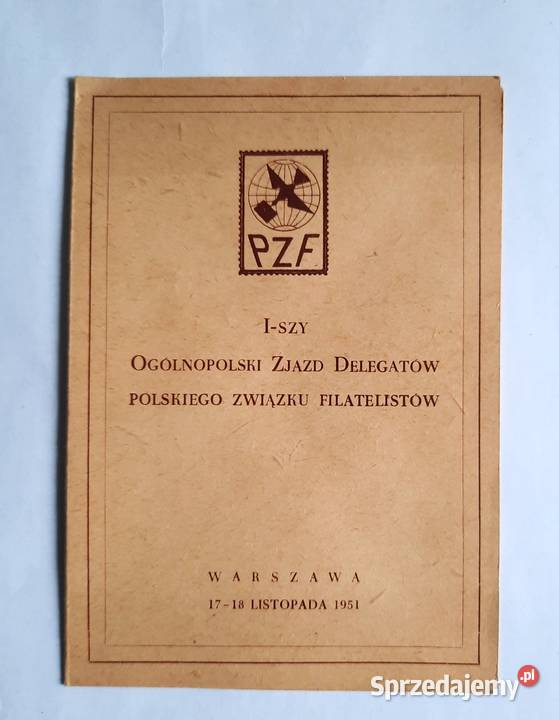 PZF
I-SZY
OGÓLNOPOLSKI ZJAZD DELEGATÓW
POLSKIEGO ZWIĄZKU FILATELISTÓW
WARSZAWA
17-18 LISTOPADA 1951
Sprzedajemy.pl